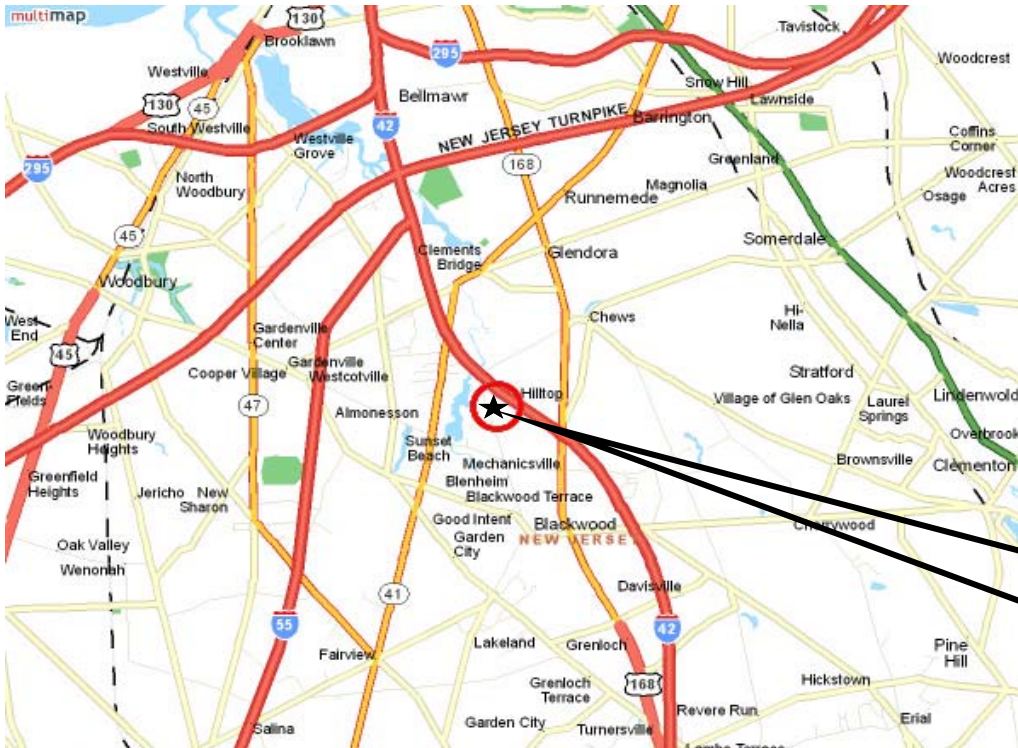 multimap
130
Brooklawn
Tavistock
295
Woodcrest
Westville
Snow Hill
Bellmawr
Lawnside
130
45
42
NEW JERSEY TURNPIKE
Barrington
South Westville
Coffins
Corner
Westville
Grove
168
Greenland
295
North
Woodbury
Magnolia
Woodcrest
Acres
Runnemede
Osage
45
Clements
Bridge
Glendora
Somerdale
Woodbury
West
End
Gardenville
Center
Chews
Hi-
Nella
45
Gardenville
Westcotville
Cooper Village
Stratford
Green-
Fields
Hilltop
Village of Glen Oaks
Laurel
Springs
Lindenwold
47
Almonesson
Woodbury
Heights
Sunset
Beach
Overbrook
Mechanicsville
Brownsville
Clementon
Greenfield
Heights
Blenheim
Jericho
New
Sharon
Blackwood Terrace
Good Intent
Blackwood
Cherrywood
Garden
City
NEW JERSEY
Oak Valley
Wenonah
Davisville
41
55
42
Lakeland
Grenloch
Fairview
Pine
Hill
Grenloch
Terrace
168
Hickstown
Revere Run
Salina
Garden City
Turnersville
Erial
Lambs Terrace